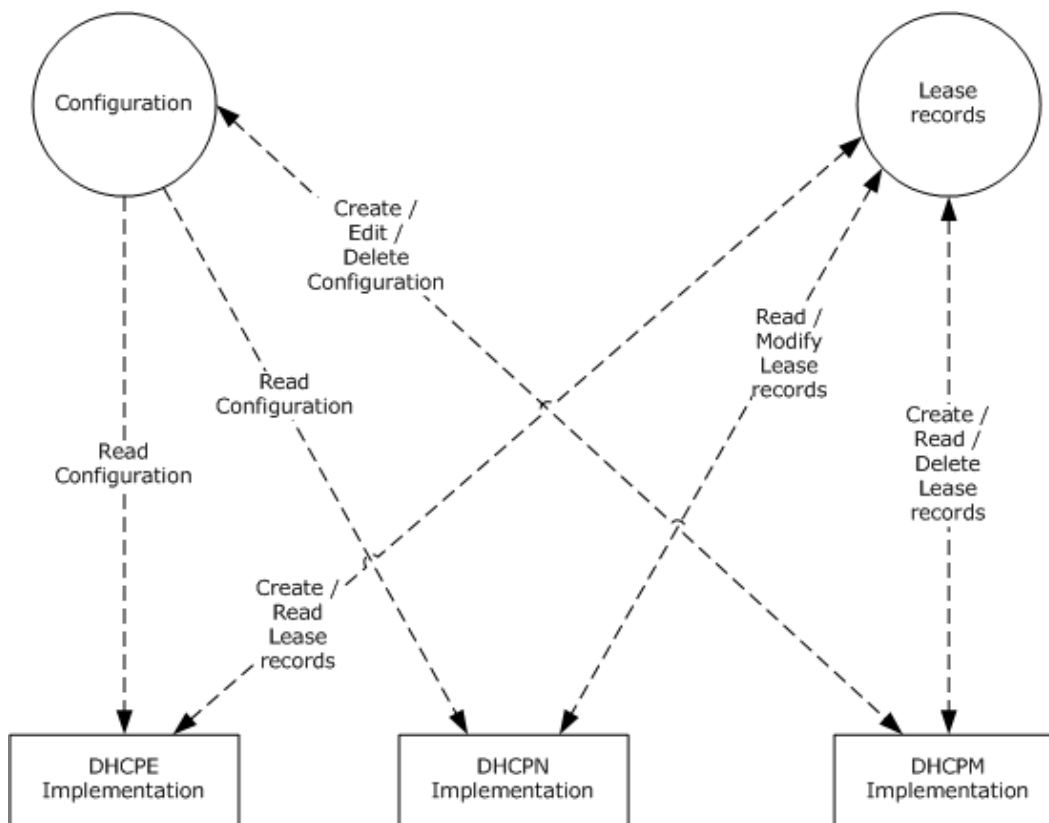 Configuration
Lease
records
Create /
Edit /
Delete
Configuration
Read /
Modify
Lease
records
Read
Configuration
Create /
Read /
Delete
Lease
records
Read
Configuration
Create /
Read
Lease
records
DHCPE
Implementation
DHCPN
Implementation
DHCPM
Implementation